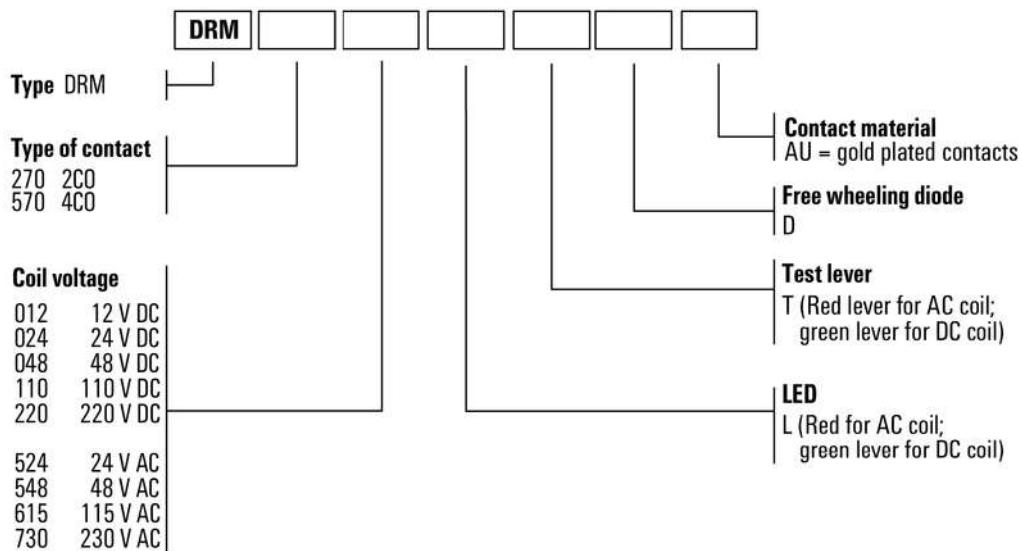 DRM
Type DRM
Type of contact
270 2CO
570 4CO
Coil voltage
012 12 V DC
024 24 V DC
048 48 V DC
110 110 V DC
220 220 V DC
524 24 V AC
548 48 V AC
615 115 V AC
730 230 V AC
Contact material
AU = gold plated contacts
Free wheeling diode
D
Test lever
T (Red lever for AC coil;
green lever for DC coil)
LED
L (Red for AC coil;
green lever for DC coil)